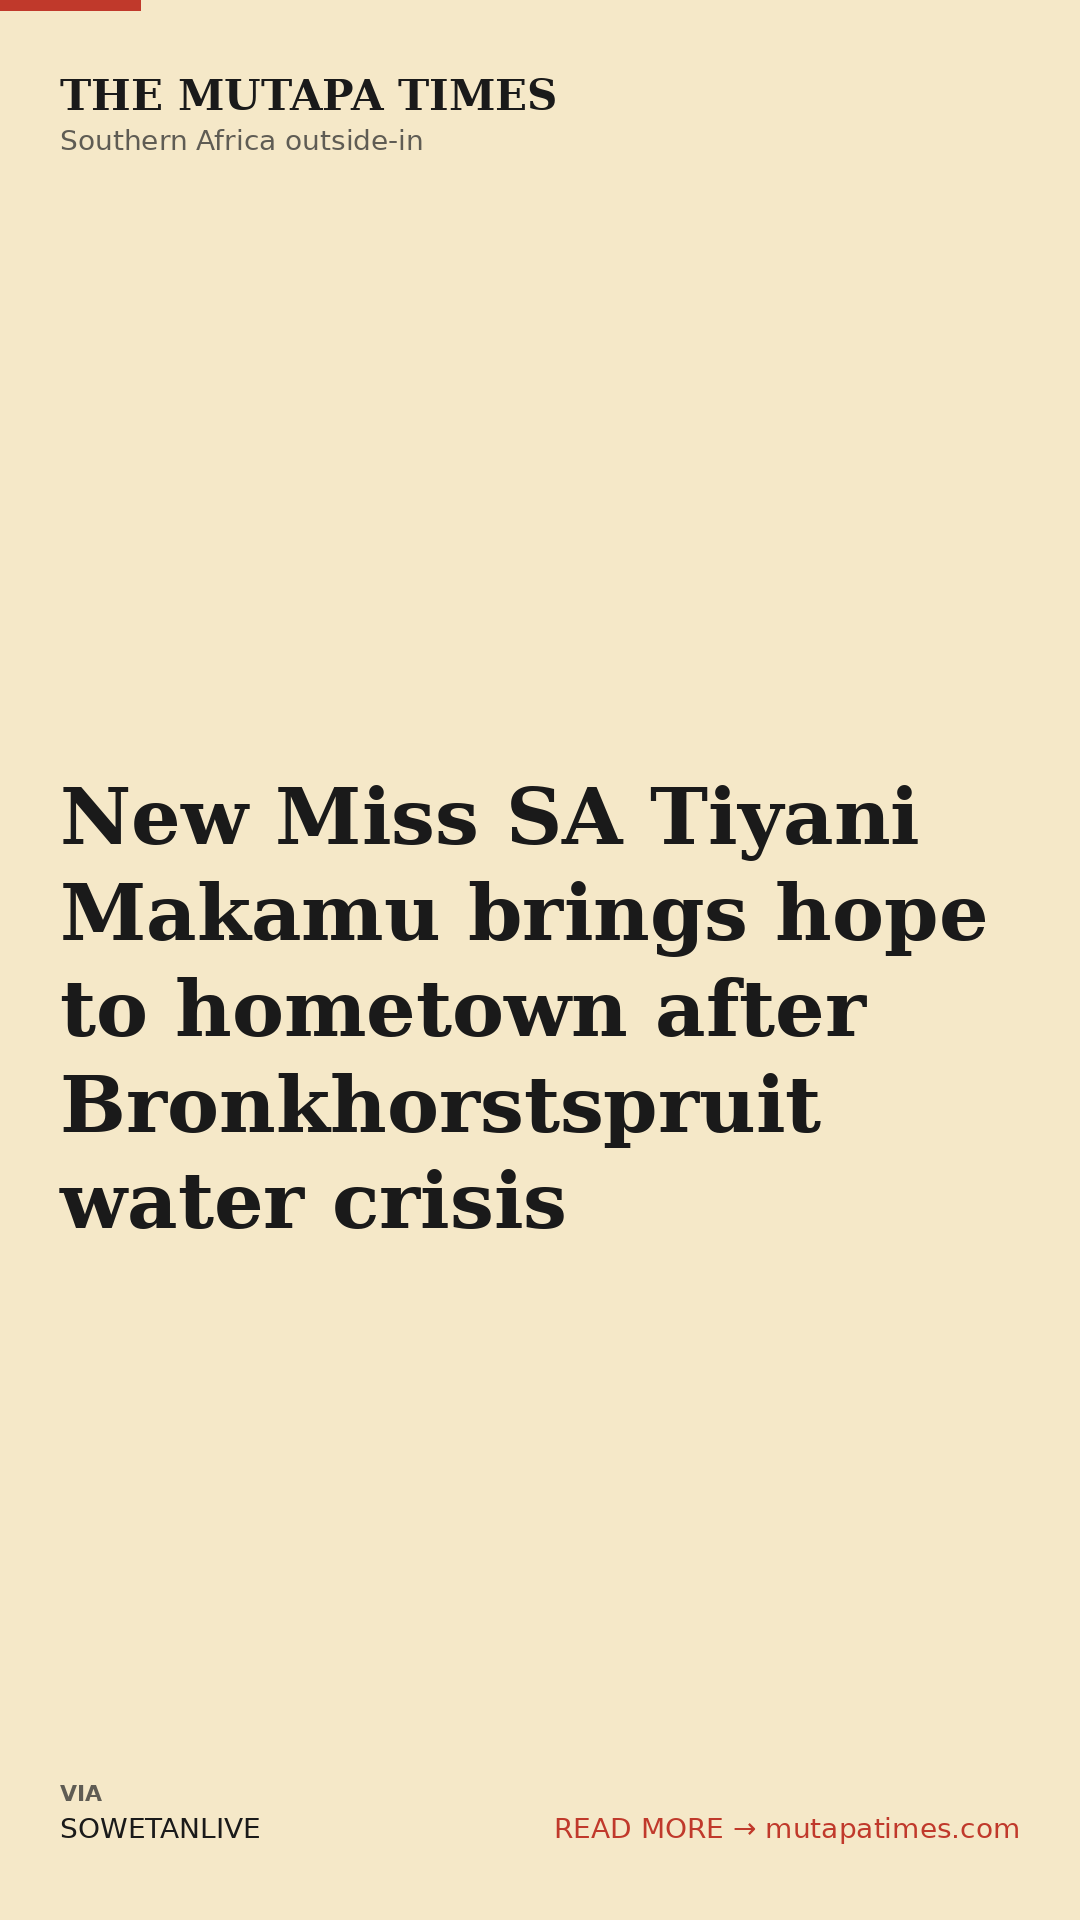 THE MUTAPA TIMES
Southern Africa outside-in
New Miss SA Tiyani
Makamu brings hope
to hometown after
Bronkhorstspruit
water crisis
VIA
SOWETANLIVE
READ MORE → mutapatimes.com